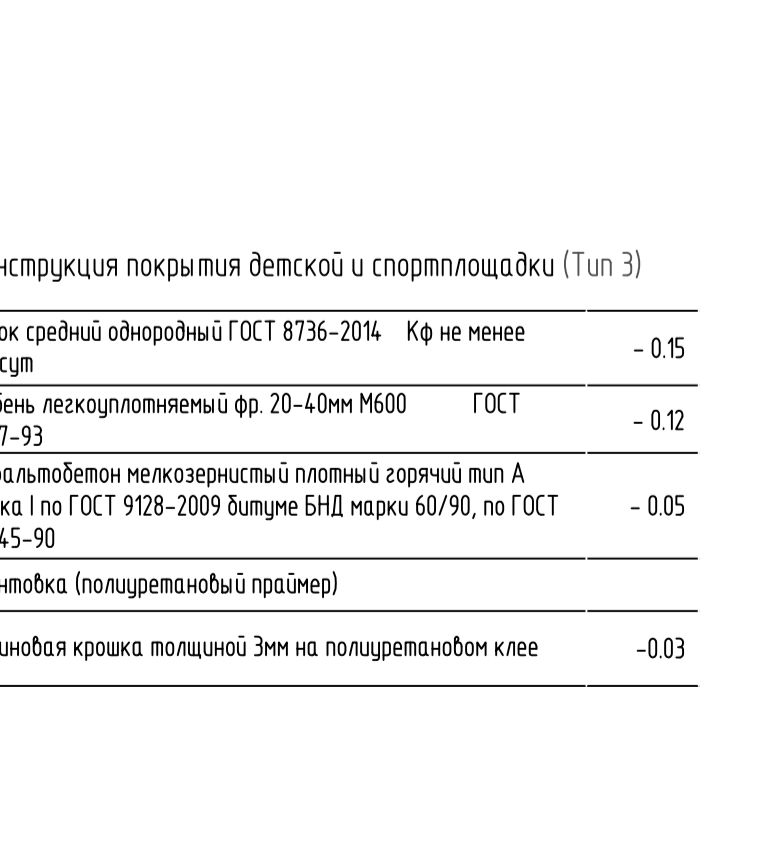 нструкция покрытия детской и спортплощадки (Тип 3)
ок средний однородный ГОСТ 8736-2014 Кф не менее
сут
- 0.15
бень легкоуплотняемый фр. 20-40мм М600 ГОСТ
7-93
- 0.12
альтобетон мелкозернистый плотный горячий тип А
ка I по ГОСТ 9128-2009 битуме БНД марки 60/90, по ГОСТ
45-90
- 0.05
нтовка (полиуретановый праймер)
иновая крошка толщиной 3мм на полиуретановом клее
-0.03